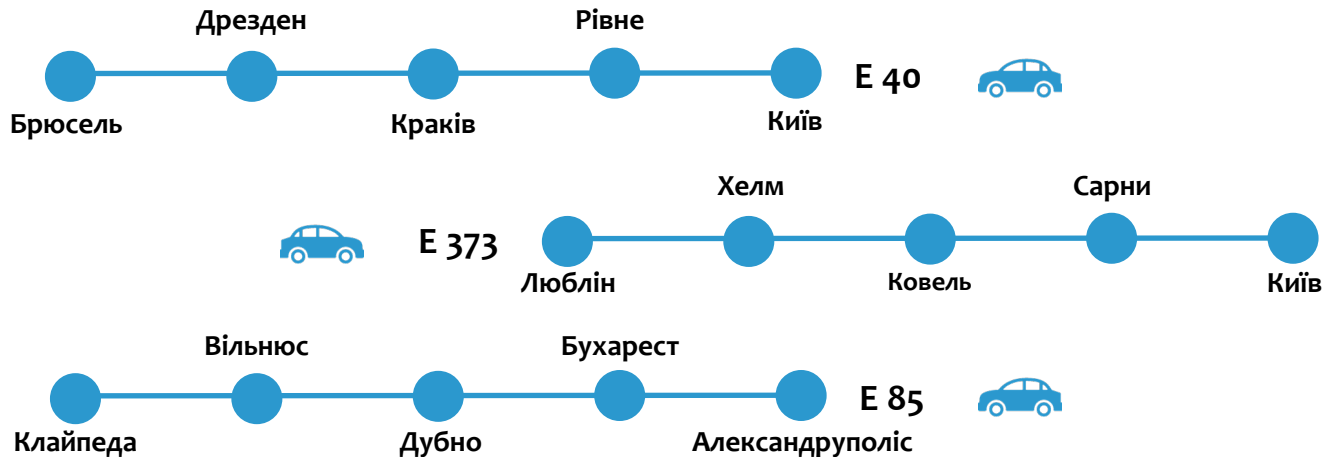 Дрезден Рівне
Е 40
Брюсель Краків Київ
Хелм Сарни
Е 373
Люблін Ковель Київ
Вільнюс Бухарест
Е 85
Клайпеда Дубно Александруполіс